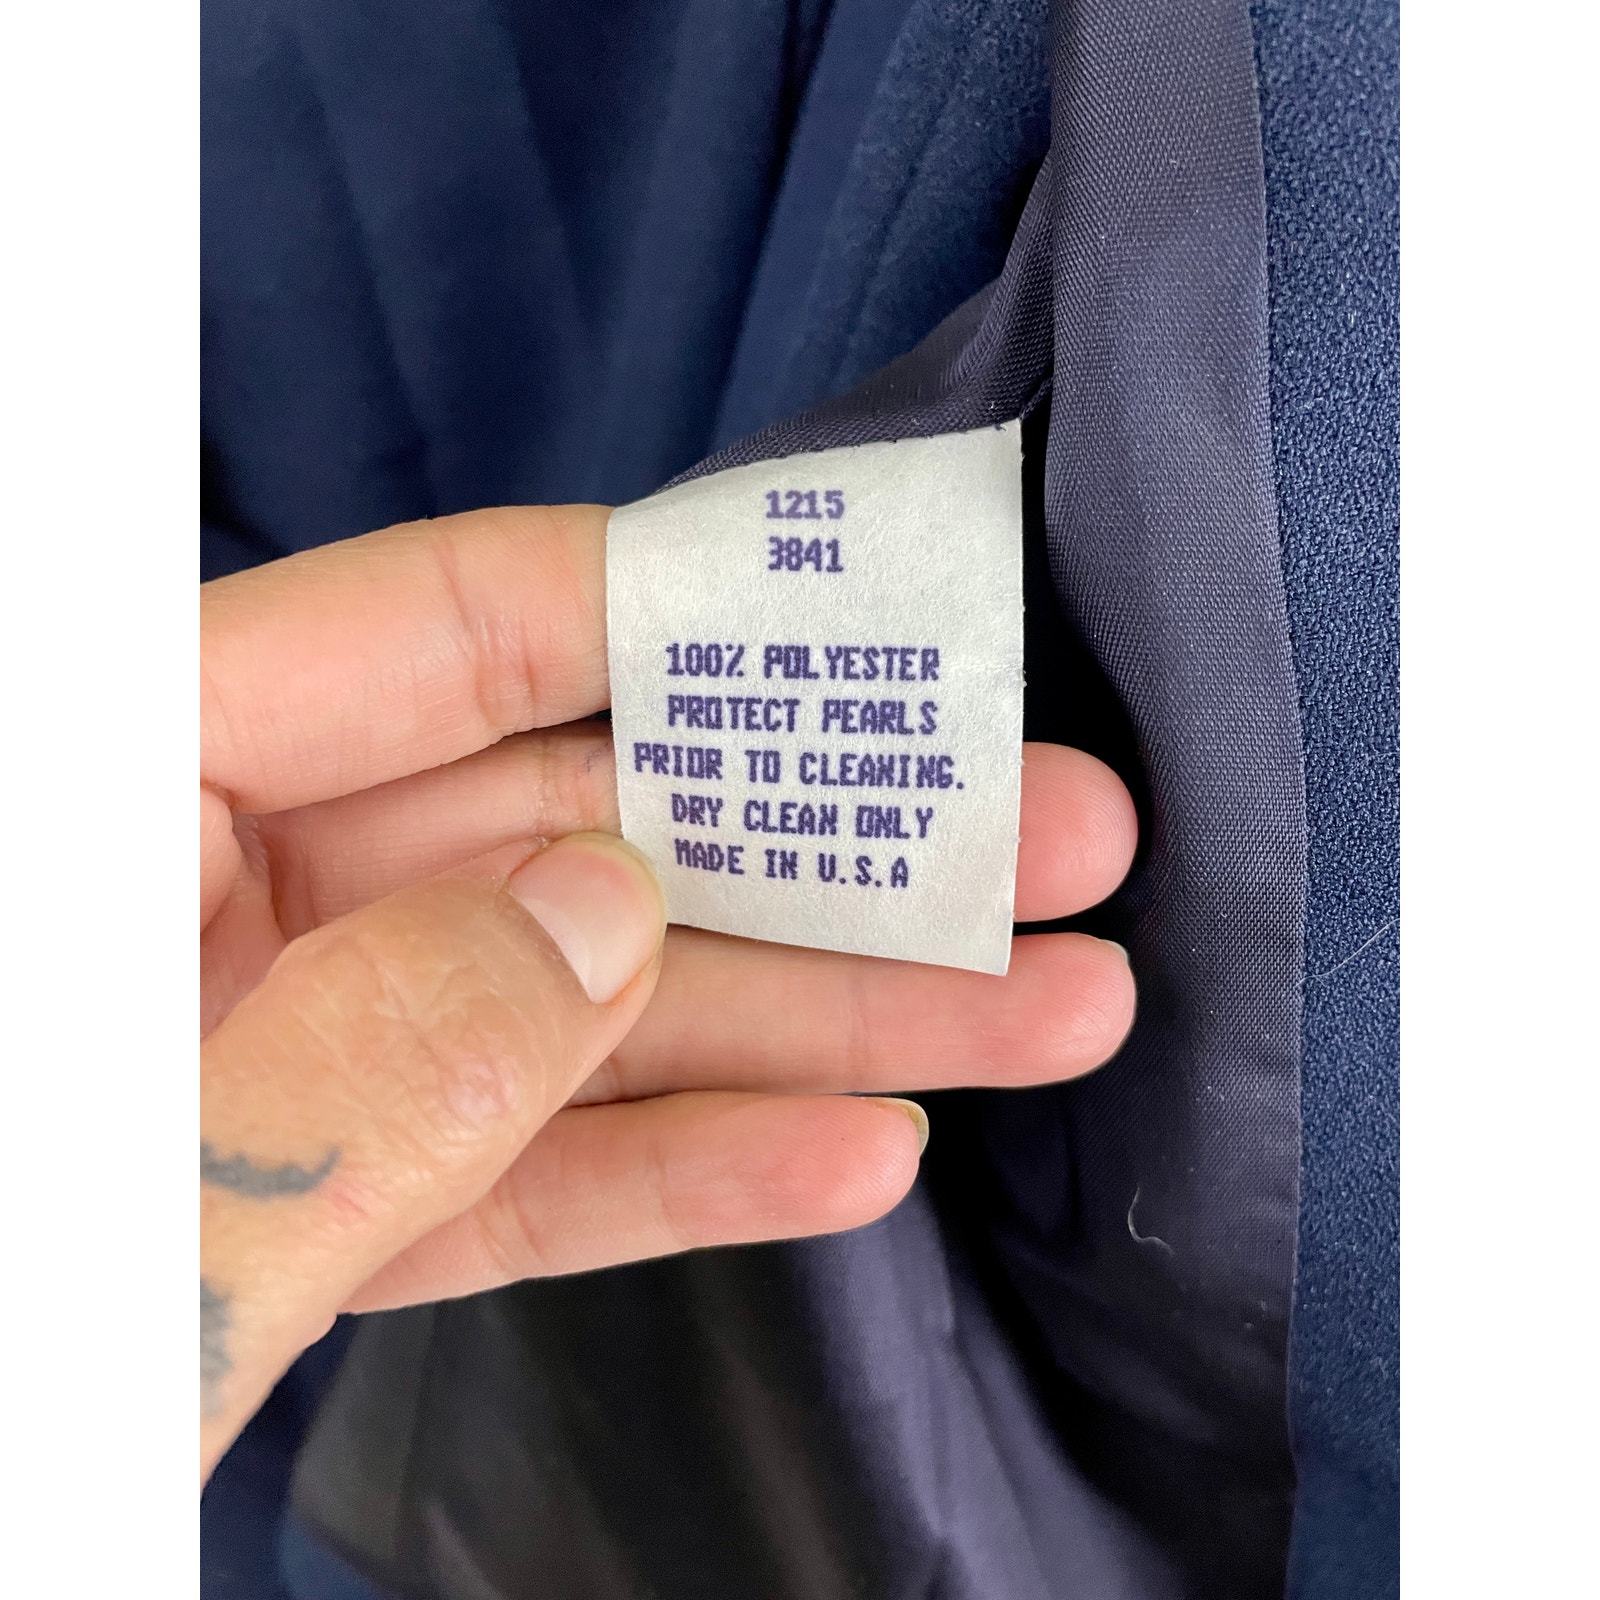 1215
3841
100% POLYESTER
PROTECT PEARLS
PRIOR TO CLEANING.
DRY CLEAN ONLY
MADE IN U.S.A